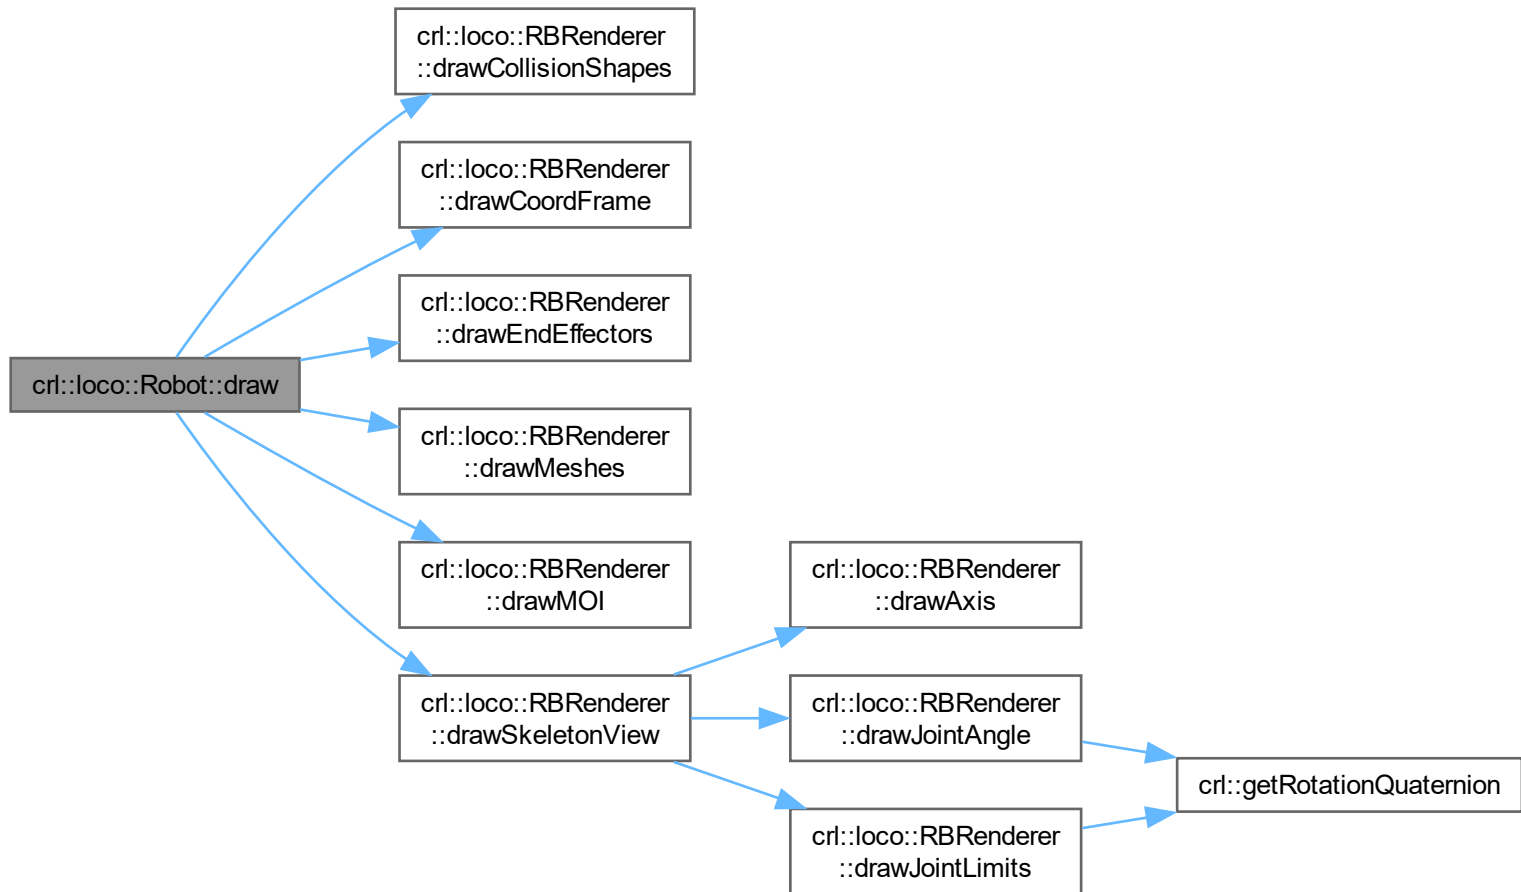 crl::loco::RBRenderer
::drawCollisionShapes
crl::loco::RBRenderer
::drawCoordFrame
crl::loco::RBRenderer
::drawEndEffectors
crl::loco::Robot::draw
crl::loco::RBRenderer
::drawMeshes
crl::loco::RBRenderer
::drawMOI
crl::loco::RBRenderer
::drawSkeletonView
crl::loco::RBRenderer
::drawAxis
crl::loco::RBRenderer
::drawJointAngle
crl::loco::RBRenderer
::drawJointLimits
crl::getRotationQuaternion